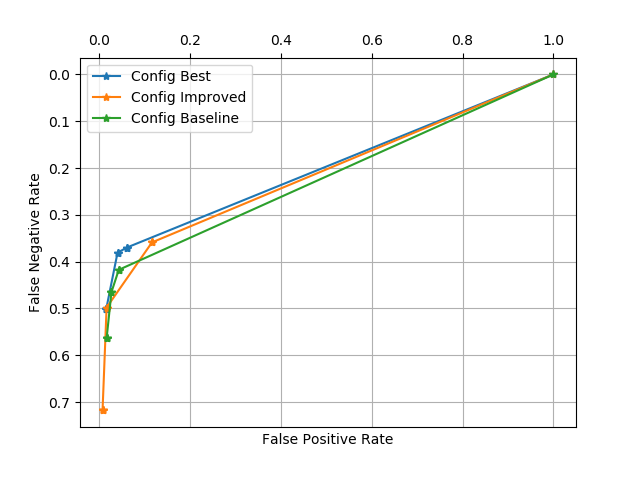 0.0 0.2 0.4 0.6 0.8 1.0
Config Best
Config Improved
Config Baseline
0.0
0.1
0.2
0.3
0.4
0.5
0.6
0.7
False Negative Rate
False Positive Rate